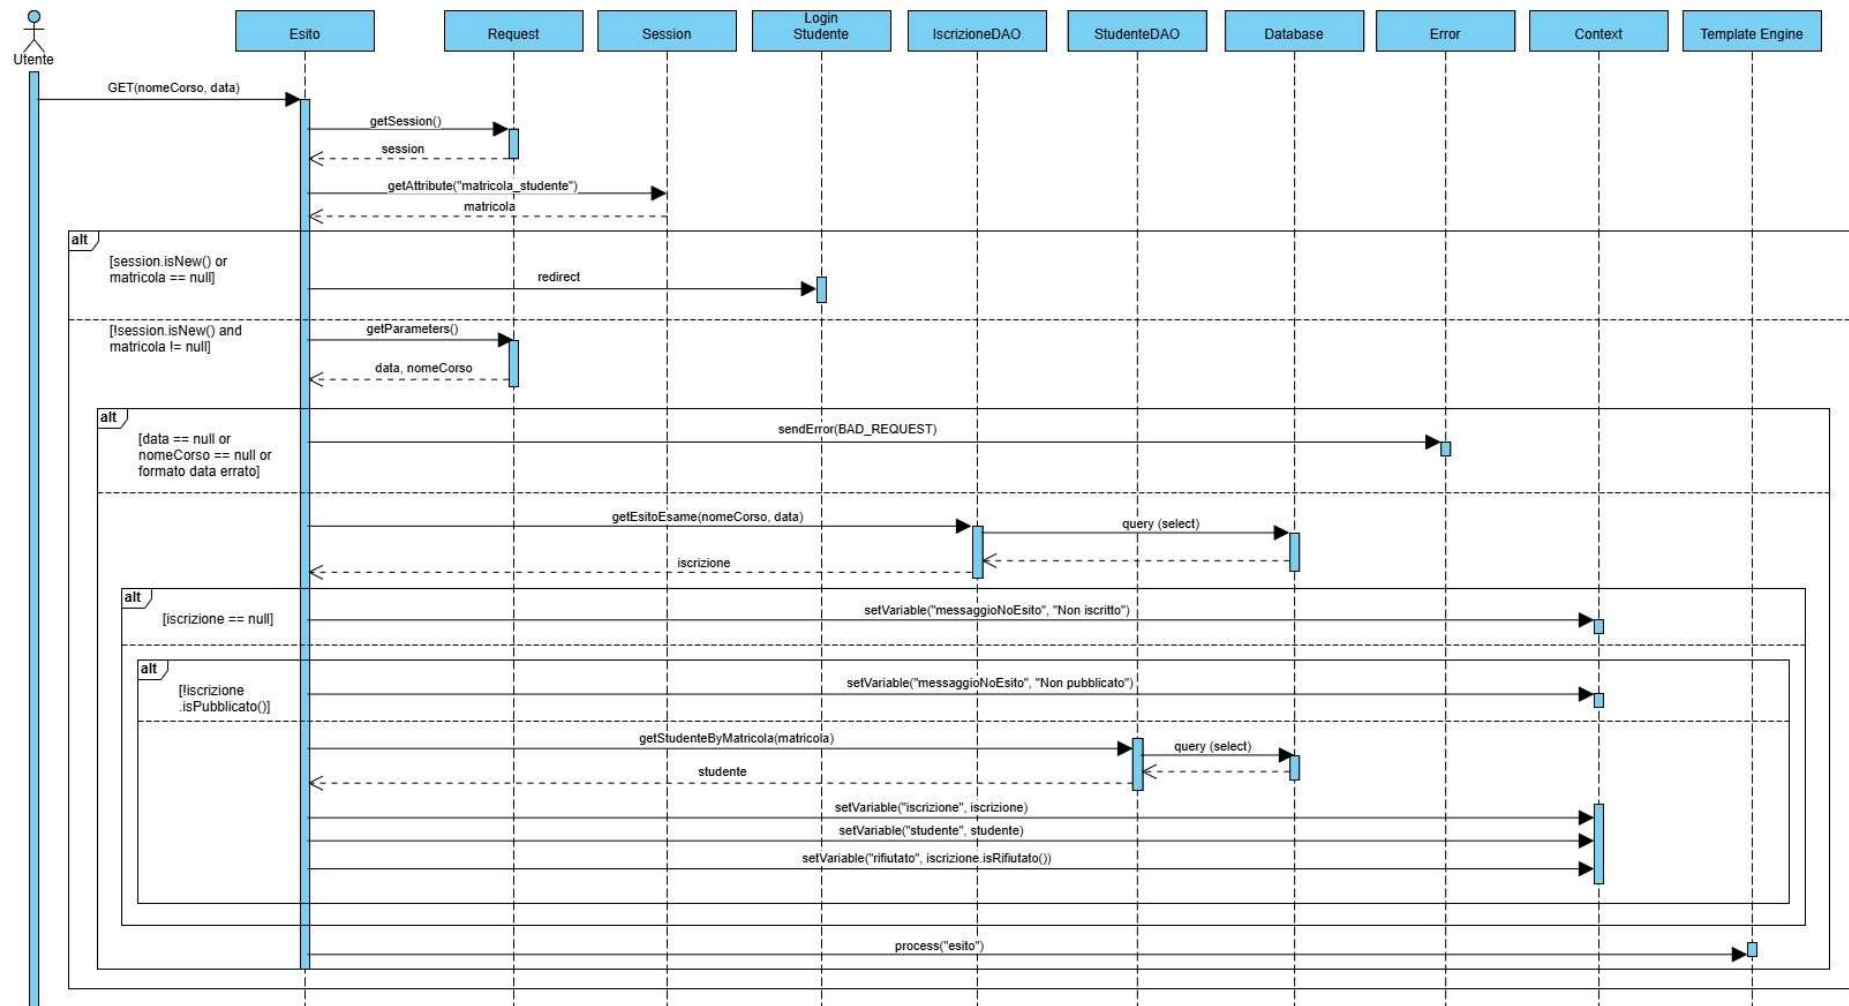 Utente
Esito
Request
Session
Login
Studente
IscrizioneDAO
StudenteDAO
Database
Error
Context
Template Engine
GET(nomeCorso, data)
getSession()
session
getAttribute("matricola_studente")
matricola
alt
[session.isNew() or
matricola == null]
redirect
[!session.isNew() and
matricola != null]
getParameters()
data, nomeCorso
alt
[data == null or
nomeCorso == null or
formato data errato]
sendError(BAD_REQUEST)
getEsitoEsame(nomeCorso, data)
query (select)
iscrizione
alt
[iscrizione == null]
setVariable("messaggioNoEsito", "Non iscritto")
alt
[!iscrizione
.isPubblicato()]
setVariable("messaggioNoEsito", "Non pubblicato")
getStudenteByMatricola(matricola)
query (select)
studente
setVariable("iscrizione", iscrizione)
setVariable("studente", studente)
setVariable("rifiutato", iscrizione.isRifiutato())
process("esito")